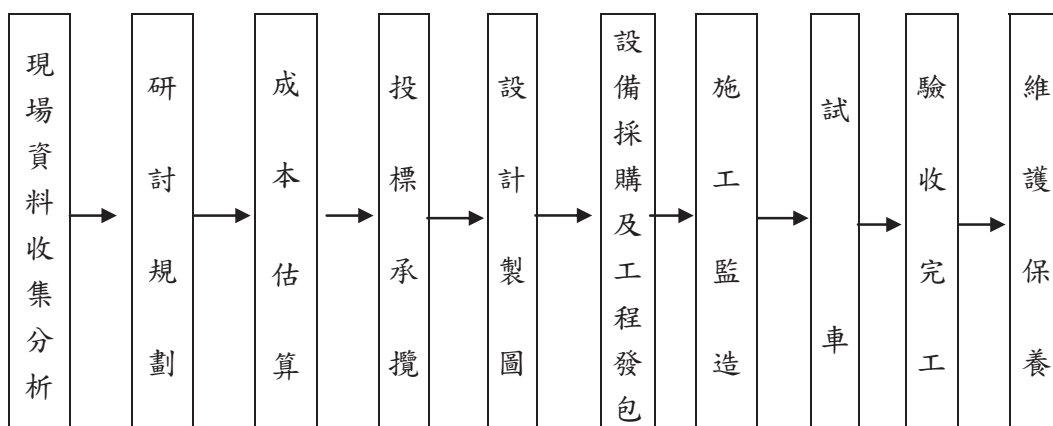 現場資料收集分析
研討規劃
成本估算
投標承攬
設計製圖
設備採購及工程發包
施工監造
試車
驗收完工
維護保養